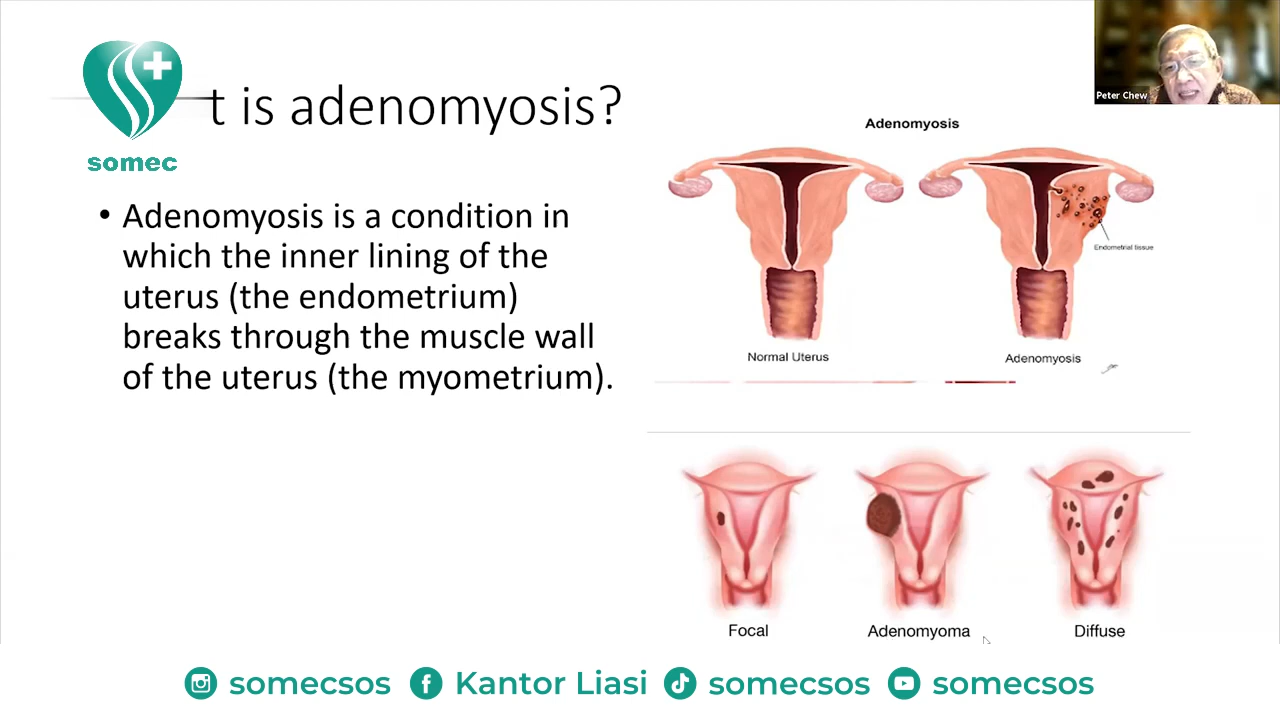 somec
t is adenomyosis?
• Adenomyosis is a condition in
which the inner lining of the
uterus (the endometrium)
breaks through the muscle wall
of the uterus (the myometrium).
Peter Chew
Adenomyosis
Endometrial tissue
Normal Uterus
Adenomyosis
Focal
Adenomyoma
Diffuse
somecsos
Kantor Liasi
somecsos
somecsos